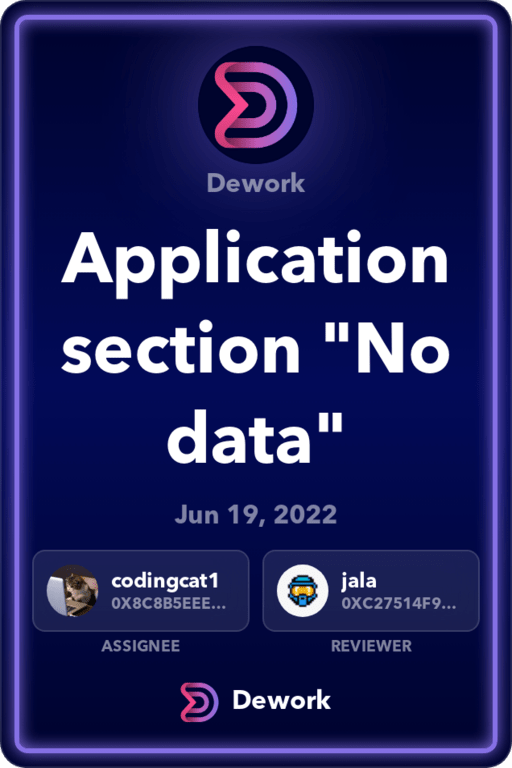 Dework
Application
section "No
data"
Jun 19, 2022
codingcat1
0X8C8B5EEE...
jala
0XC27514F9...
ASSIGNEE
REVIEWER
Dework